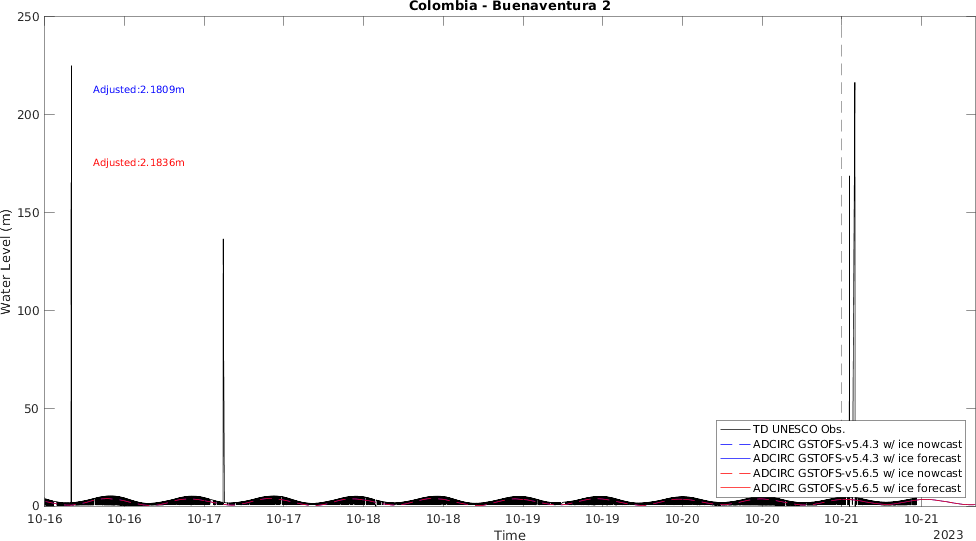 Colombia - Buenaventura 2
250
200
150
100
50
0
Water Level (m)
Adjusted:2.1809m
Adjusted:2.1836m
TD UNESCO Obs.
ADCIRC GSTOFS-v5.4.3 w/ ice nowcast
ADCIRC GSTOFS-v5.4.3 w/ ice forecast
ADCIRC GSTOFS-v5.6.5 w/ ice nowcast
ADCIRC GSTOFS-v5.6.5 w/ ice forecast
10-16 10-16 10-17 10-17 10-18 10-18 10-19 10-19 10-20 10-20 10-21 10-21
2023
Time